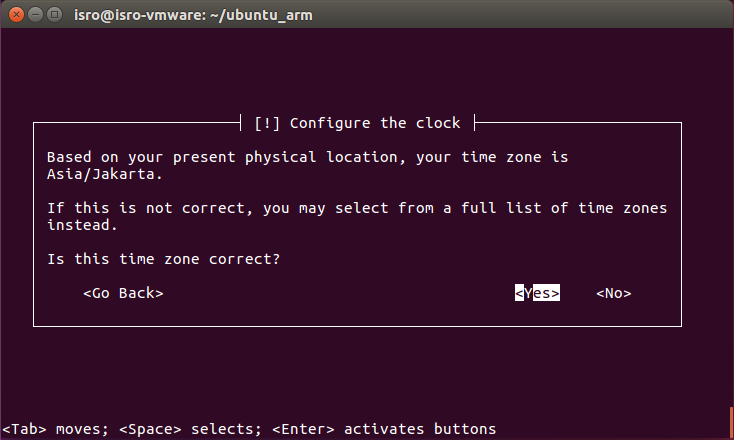 isro@isro-vmware: ~/ubuntu_arm
[!] Configure the clock
Based on your present physical location, your time zone is
Asia/Jakarta.
If this is not correct, you may select from a full list of time zones
instead.
Is this time zone correct?
<Go Back> <Yes> <No>
<Tab> moves; <Space> selects; <Enter> activates buttons